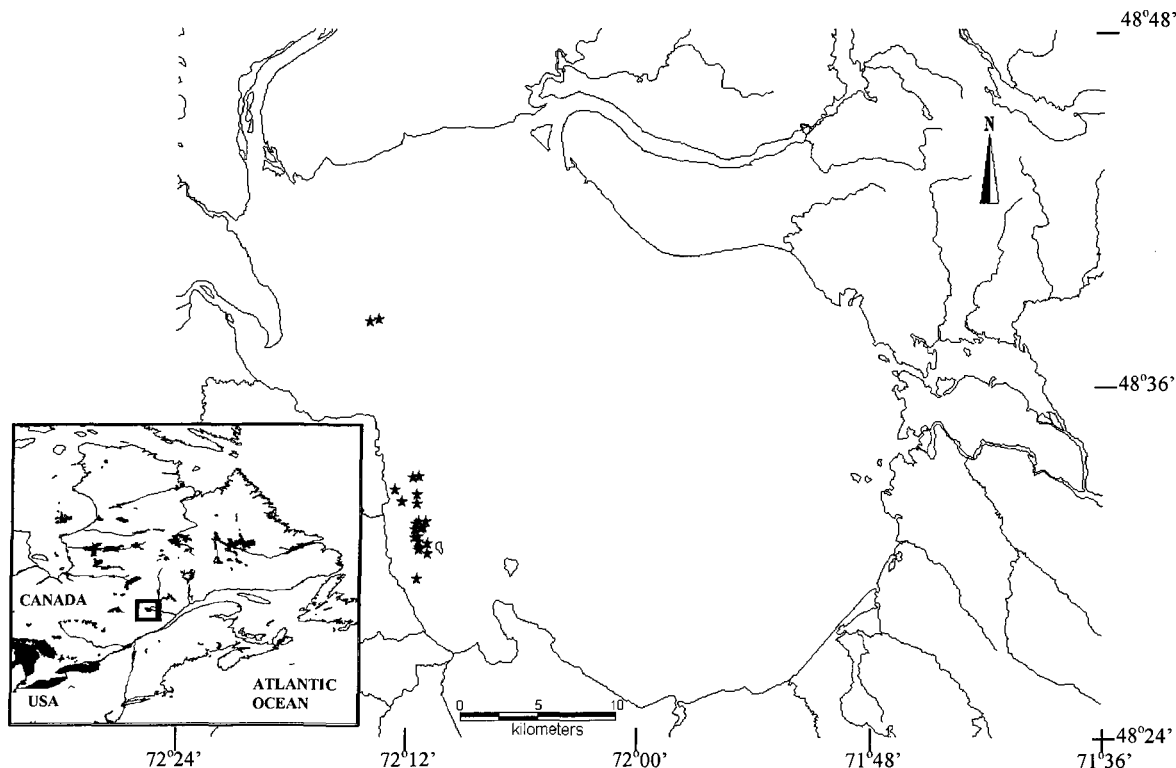 48°48'
N
48°36'
CANADA
USA
ATLANTIC
OCEAN
0 5 10
kilometers
48°24'
72°24' 72°12' 72°00' 71°48' 71°36'